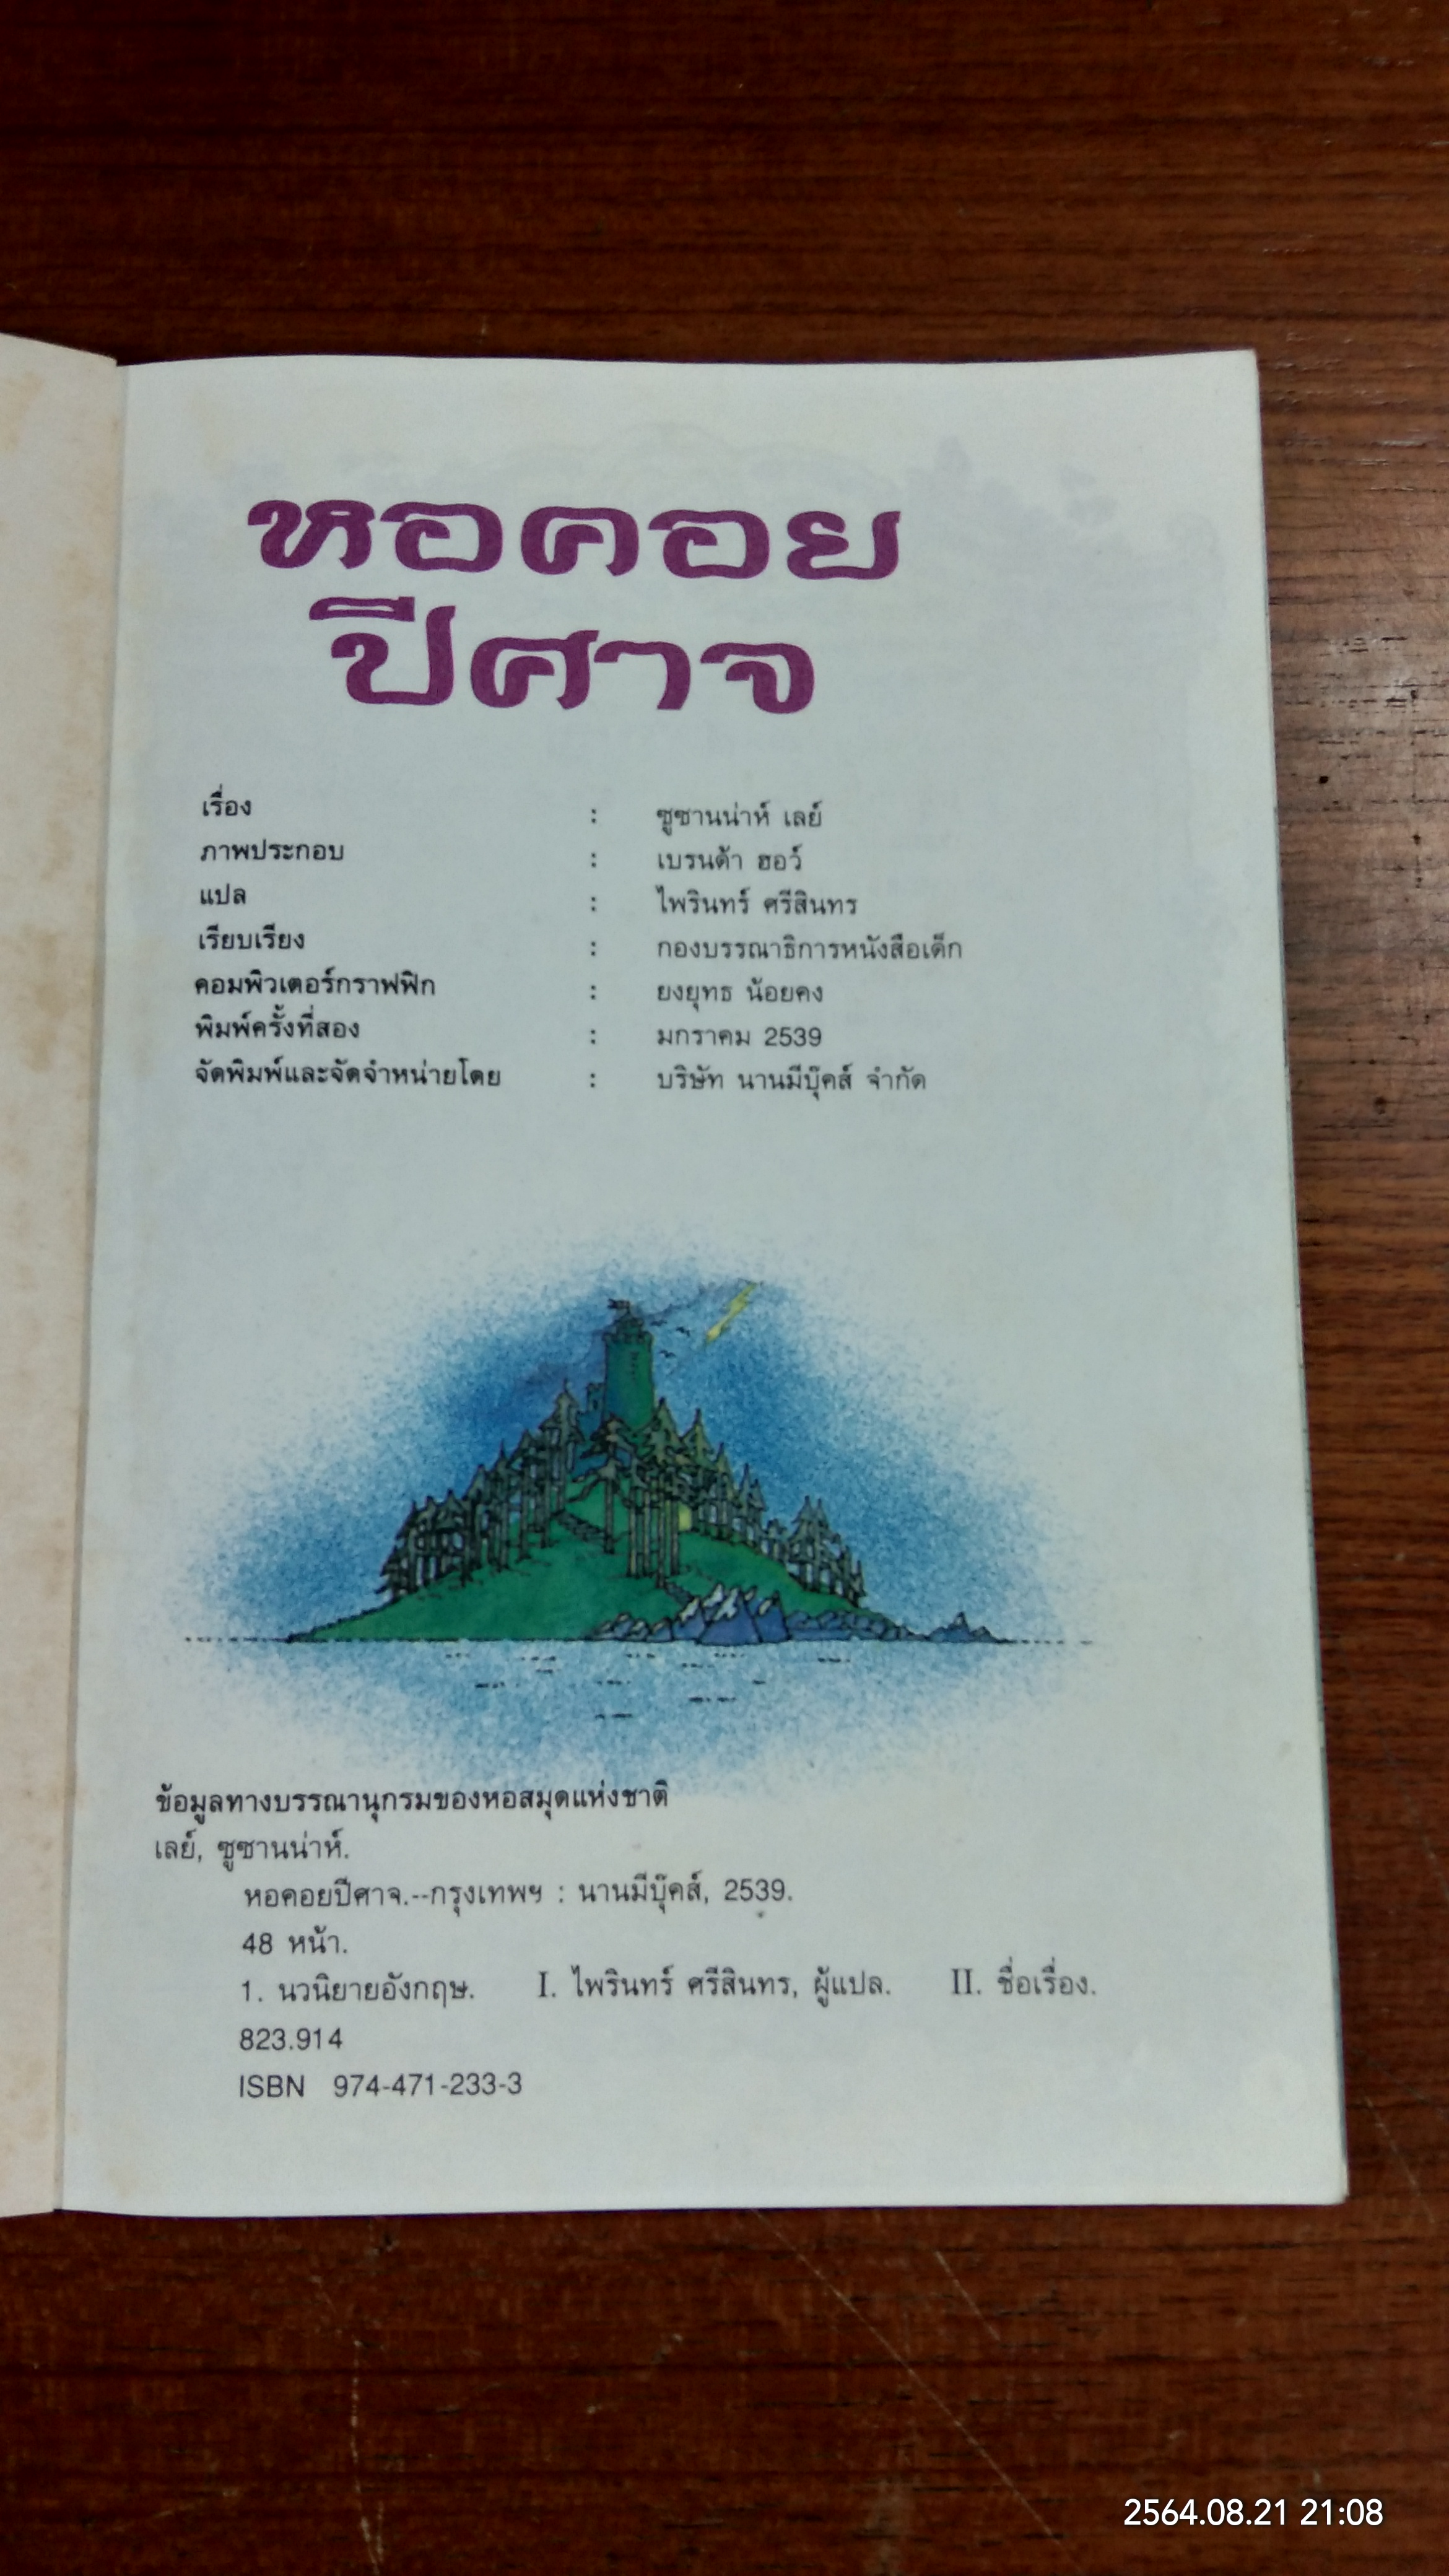 หอคอย
ปีศาจ
เรื่อง : ซูซานน่าห์ เลย์
ภาพประกอบ : เบรนด้า ฮอว์
แปล : ไพรินทร์ ศรีสินทร
เรียบเรียง : กองบรรณาธิการหนังสือเด็ก
คอมพิวเตอร์กราฟฟิก : ยงยุทธ น้อยคง
พิมพ์ครั้งที่สอง : มกราคม 2539
จัดพิมพ์และจัดจำหน่ายโดย : บริษัท นานมีบุ๊คส์ จำกัด
ข้อมูลทางบรรณานุกรมของหอสมุดแห่งชาติ
เลย์, ซูซานน่าห์.
หอคอยปีศาจ.--กรุงเทพฯ : นานมีบุ๊คส์, 2539.
48 หน้า.
1. นวนิยายอังกฤษ. I. ไพรินทร์ ศรีสินทร, ผู้แปล. II. ชื่อเรื่อง.
823.914
ISBN 974-471-233-3
2564.08.21 21:08